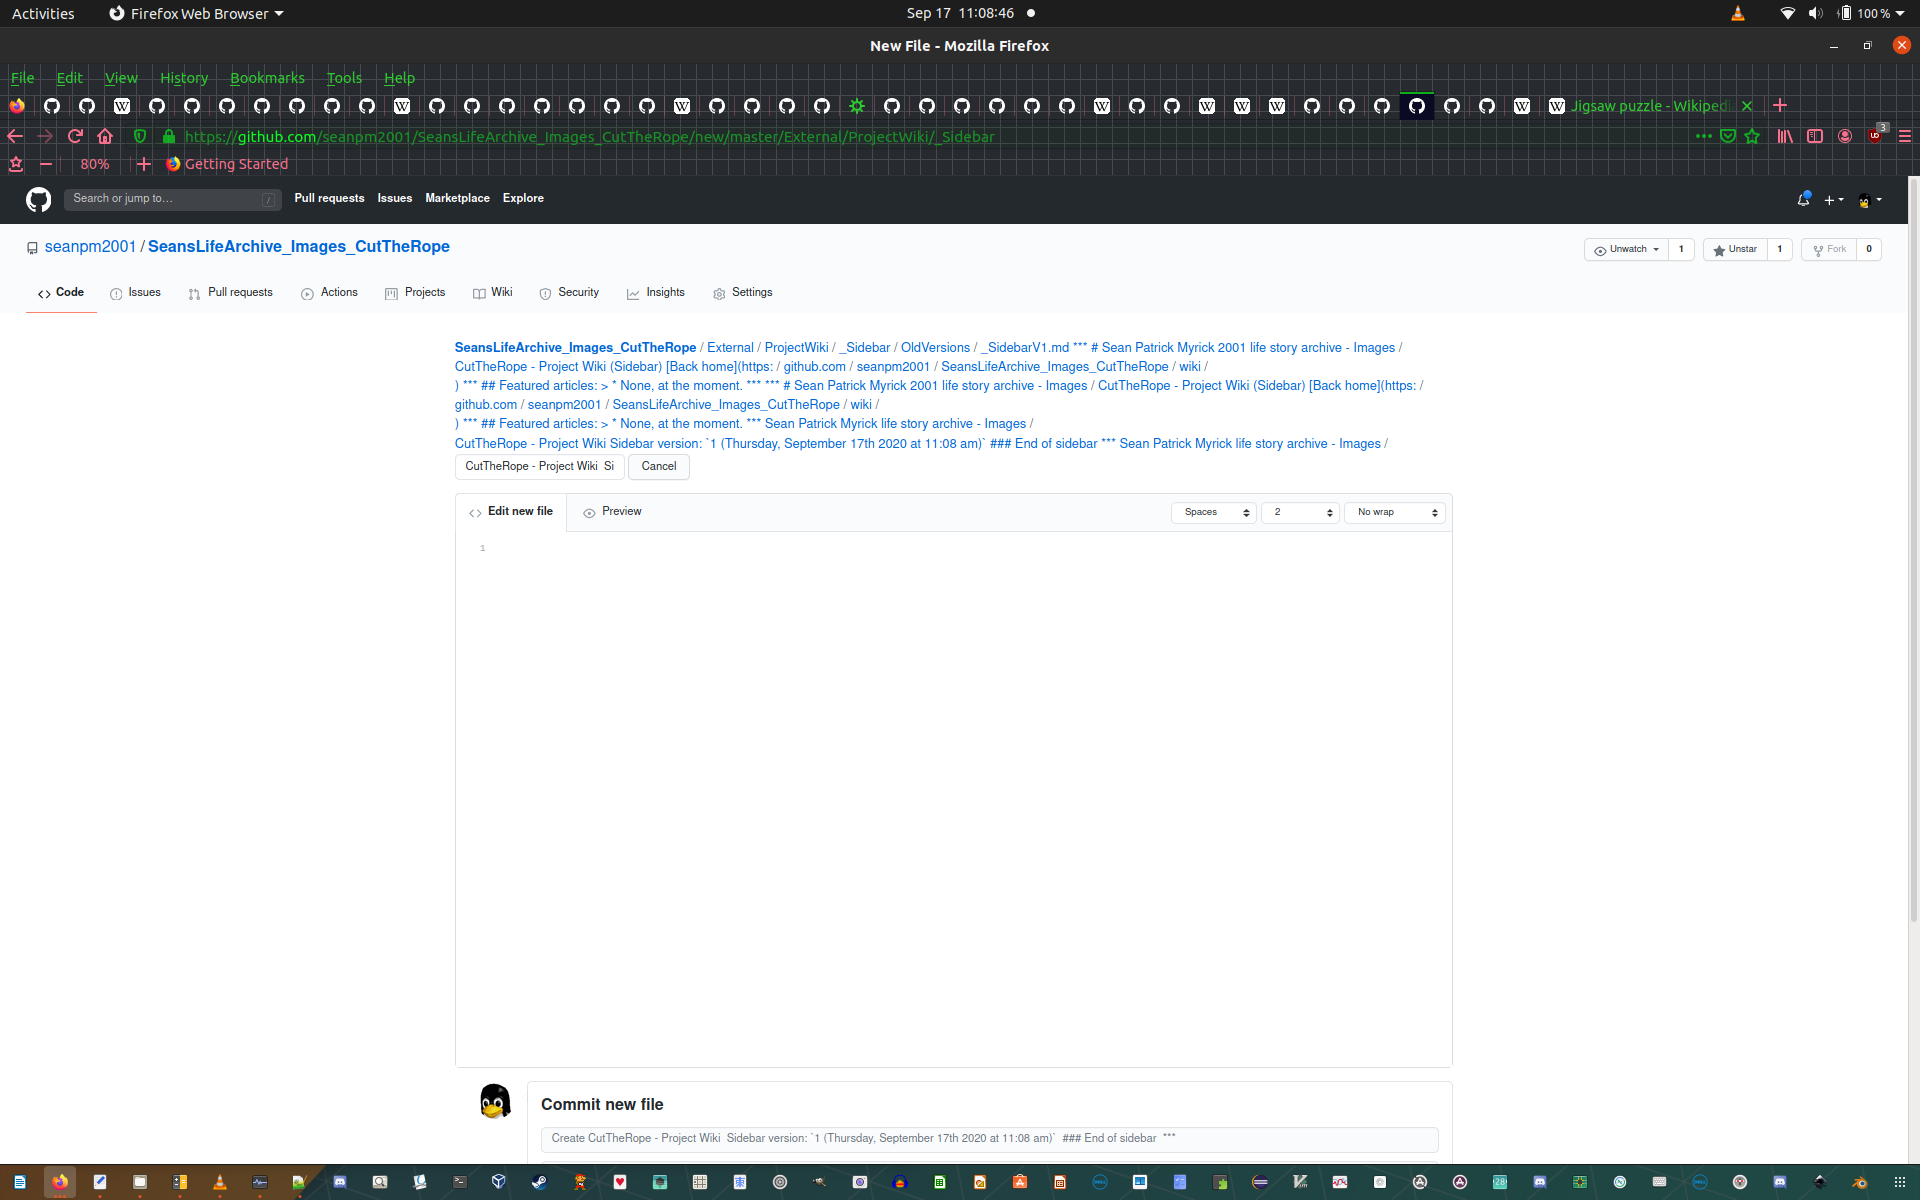 Activities Firefox Web Browser Sep 17 11:08:46 100 %
New File - Mozilla Firefox
File Edit View History Bookmarks Tools Help
Jigsaw puzzle - Wikiped
https://github.com/seanpm2001/SeansLifeArchive_Images_CutTheRope/new/master/External/ProjectWiki/_Sidebar 3
80% Getting Started
Search or jump to… / Pull requests Issues Marketplace Explore
seanpm2001 / SeansLifeArchive_Images_CutTheRope Unwatch 1 Unstar 1 Fork 0
Code Issues Pull requests Actions Projects Wiki Security Insights Settings
SeansLifeArchive_Images_CutTheRope / External / ProjectWiki / _Sidebar / OldVersions / _SidebarV1.md *** # Sean Patrick Myrick 2001 life story archive - Images /
CutTheRope - Project Wiki (Sidebar) [Back home](https: / github.com / seanpm2001 / SeansLifeArchive_Images_CutTheRope / wiki /
) *** ## Featured articles: > * None, at the moment. *** *** # Sean Patrick Myrick 2001 life story archive - Images / CutTheRope - Project Wiki (Sidebar) [Back home](https: /
github.com / seanpm2001 / SeansLifeArchive_Images_CutTheRope / wiki /
) *** ## Featured articles: > * None, at the moment. *** Sean Patrick Myrick life story archive - Images /
CutTheRope - Project Wiki Sidebar version: `1 (Thursday, September 17th 2020 at 11:08 am)` ### End of sidebar *** Sean Patrick Myrick life story archive - Images /
CutTheRope - Project Wiki Si Cancel
Edit new file Preview Spaces 2 No wrap
1
Commit new file
Create CutTheRope - Project Wiki Sidebar version: `1 (Thursday, September 17th 2020 at 11:08 am)` ### End of sidebar ***